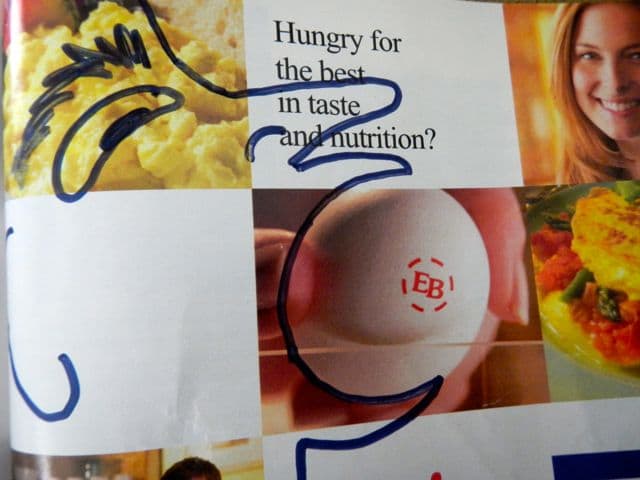 Hungry for
the best
in taste
and nutrition?
EB